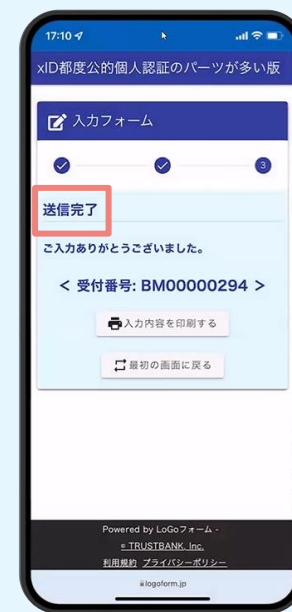 17:10
xID都度公的個人認証のパーツが多い版
入力フォーム
3
送信完了
ご入力ありがとうございました。
< 受付番号: BM00000294 >
入力内容を印刷する
最初の画面に戻る
Powered by LoGoフォーム -
© TRUSTBANK, Inc.
利用規約 プライバシーポリシー
logoform.jp